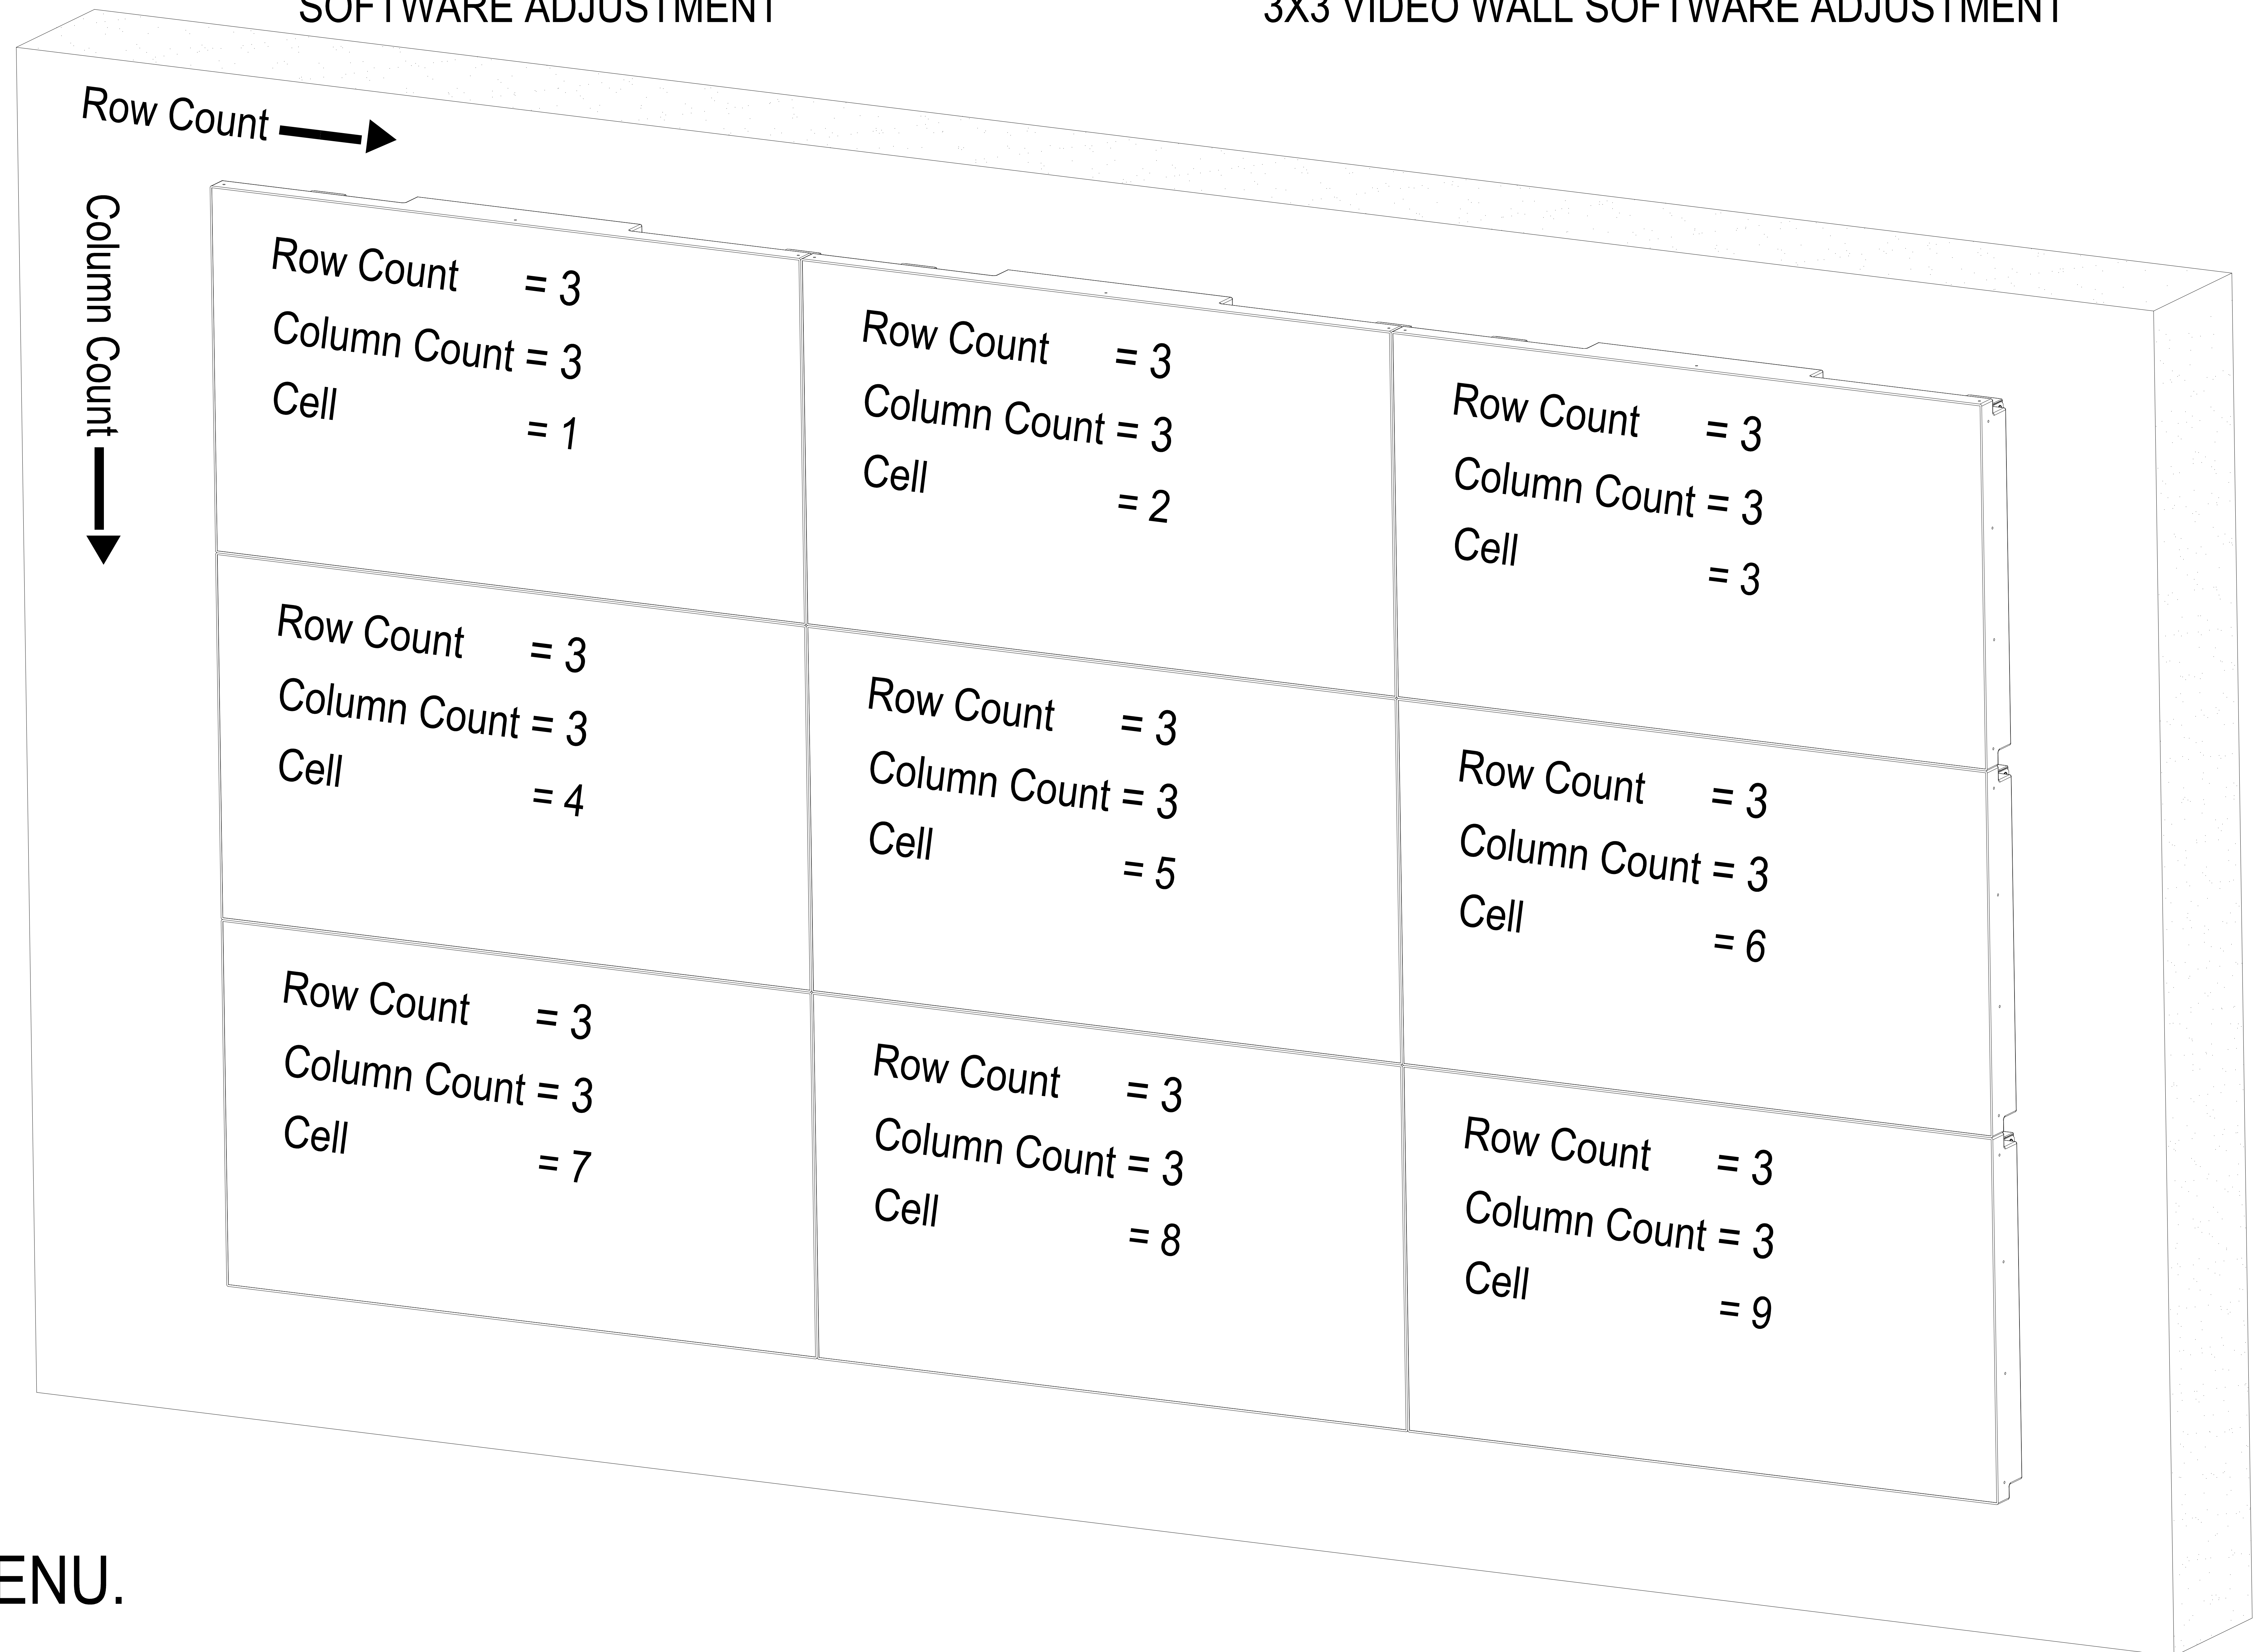 SOFTWARE ADJUSTMENT
3X3 VIDEO WALL SOFTWARE ADJUSTMENT
Row Count
Column Count
Row Count = 3
Column Count = 3
Cell = 1
Row Count = 3
Column Count = 3
Cell = 2
Row Count = 3
Column Count = 3
Cell = 3
Row Count = 3
Column Count = 3
Cell = 4
Row Count = 3
Column Count = 3
Cell = 5
Row Count = 3
Column Count = 3
Cell = 6
Row Count = 3
Column Count = 3
Cell = 7
Row Count = 3
Column Count = 3
Cell = 8
Row Count = 3
Column Count = 3
Cell = 9
ENU.